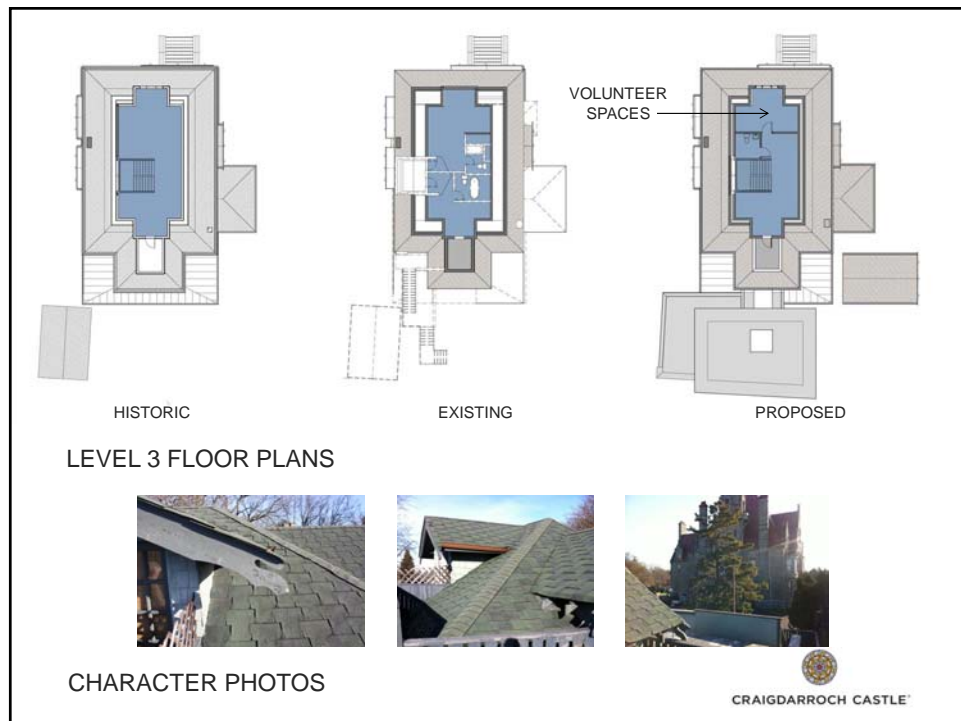 VOLUNTEER
SPACES
HISTORIC
EXISTING
PROPOSED
LEVEL 3 FLOOR PLANS
CHARACTER PHOTOS
CRAIGDARROCH CASTLE